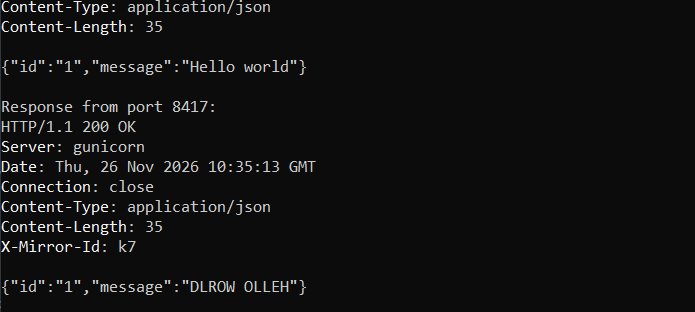 Content-Type: application/json
Content-Length: 35
{"id":"1","message":"Hello world"}
Response from port 8417:
HTTP/1.1 200 OK
Server: gunicorn
Date: Thu, 26 Nov 2026 10:35:13 GMT
Connection: close
Content-Type: application/json
Content-Length: 35
X-Mirror-Id: k7
{"id":"1","message":"DLROW OLLEH"}